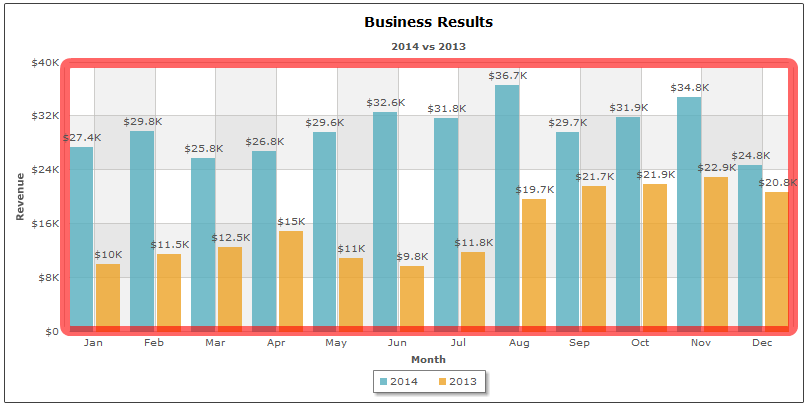 Business Results
2014 vs 2013
$40K
$32K
$24K
$16K
$8K
$0
Revenue
$27.4K $29.8K $25.8K $26.8K $29.6K $32.6K $31.8K $36.7K $29.7K $31.9K $34.8K $24.8K
$10K $11.5K $12.5K $15K $11K $9.8K $11.8K $19.7K $21.7K $21.9K $22.9K $20.8K
Jan Feb Mar Apr May Jun Jul Aug Sep Oct Nov Dec
Month
2014 2013